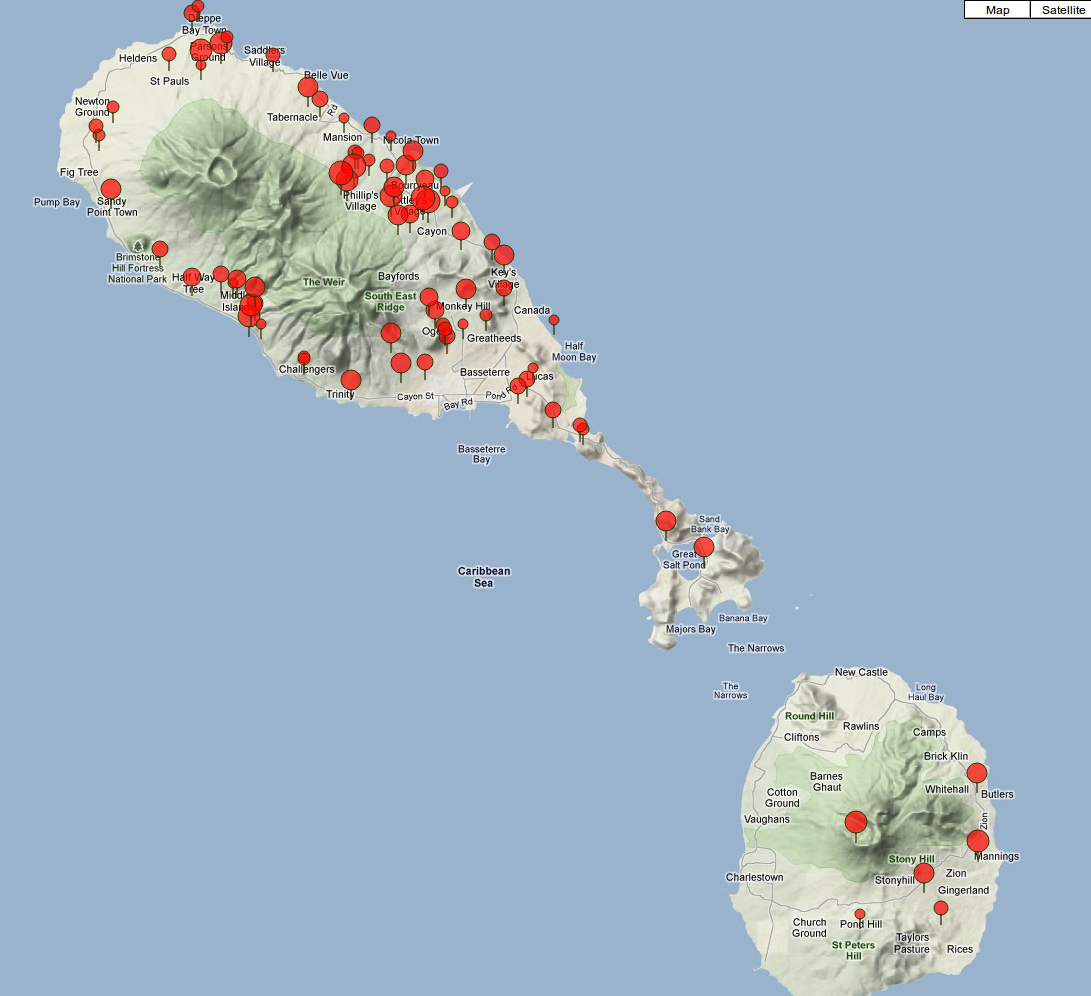 Map
Satellite
Dieppe
Bay Town
Parsons
Ground
Heldens
Saddlers
Village
St Pauls
Belle Vue
Newton
Ground
Tabernacle
Rd
Mansion
Nicola Town
Fig Tree
Pump Bay
Sandy
Point Town
Phillip's
Village
Village
Cayon
Brimstone
Hill Fortress
National Park
Half Way
Tree
The Weir
Bayfords
Key's
Village
South East
Ridge
Monkey Hill
Canada
Greatheeds
Half
Moon Bay
Challengers
Basseterre
Lucas
Trinity
Cayon St
Bay Rd
Pond Rd
Basseterre
Bay
Sand
Bank Bay
Great
Salt Pond
Caribbean
Sea
Banana Bay
Majors Bay
The Narrows
The
Narrows
New Castle
Long
Haul Bay
Round Hill
Rawlins
Cliftons
Camps
Brick Klin
Barnes
Ghaut
Cotton
Ground
Whitehall
Butlers
Vaughans
Zion
Mannings
Stony Hill
Charlestown
Stonyhill
Zion
Gingerland
Church
Ground
Pond Hill
St Peters
Hill
Taylors
Pasture
Rices